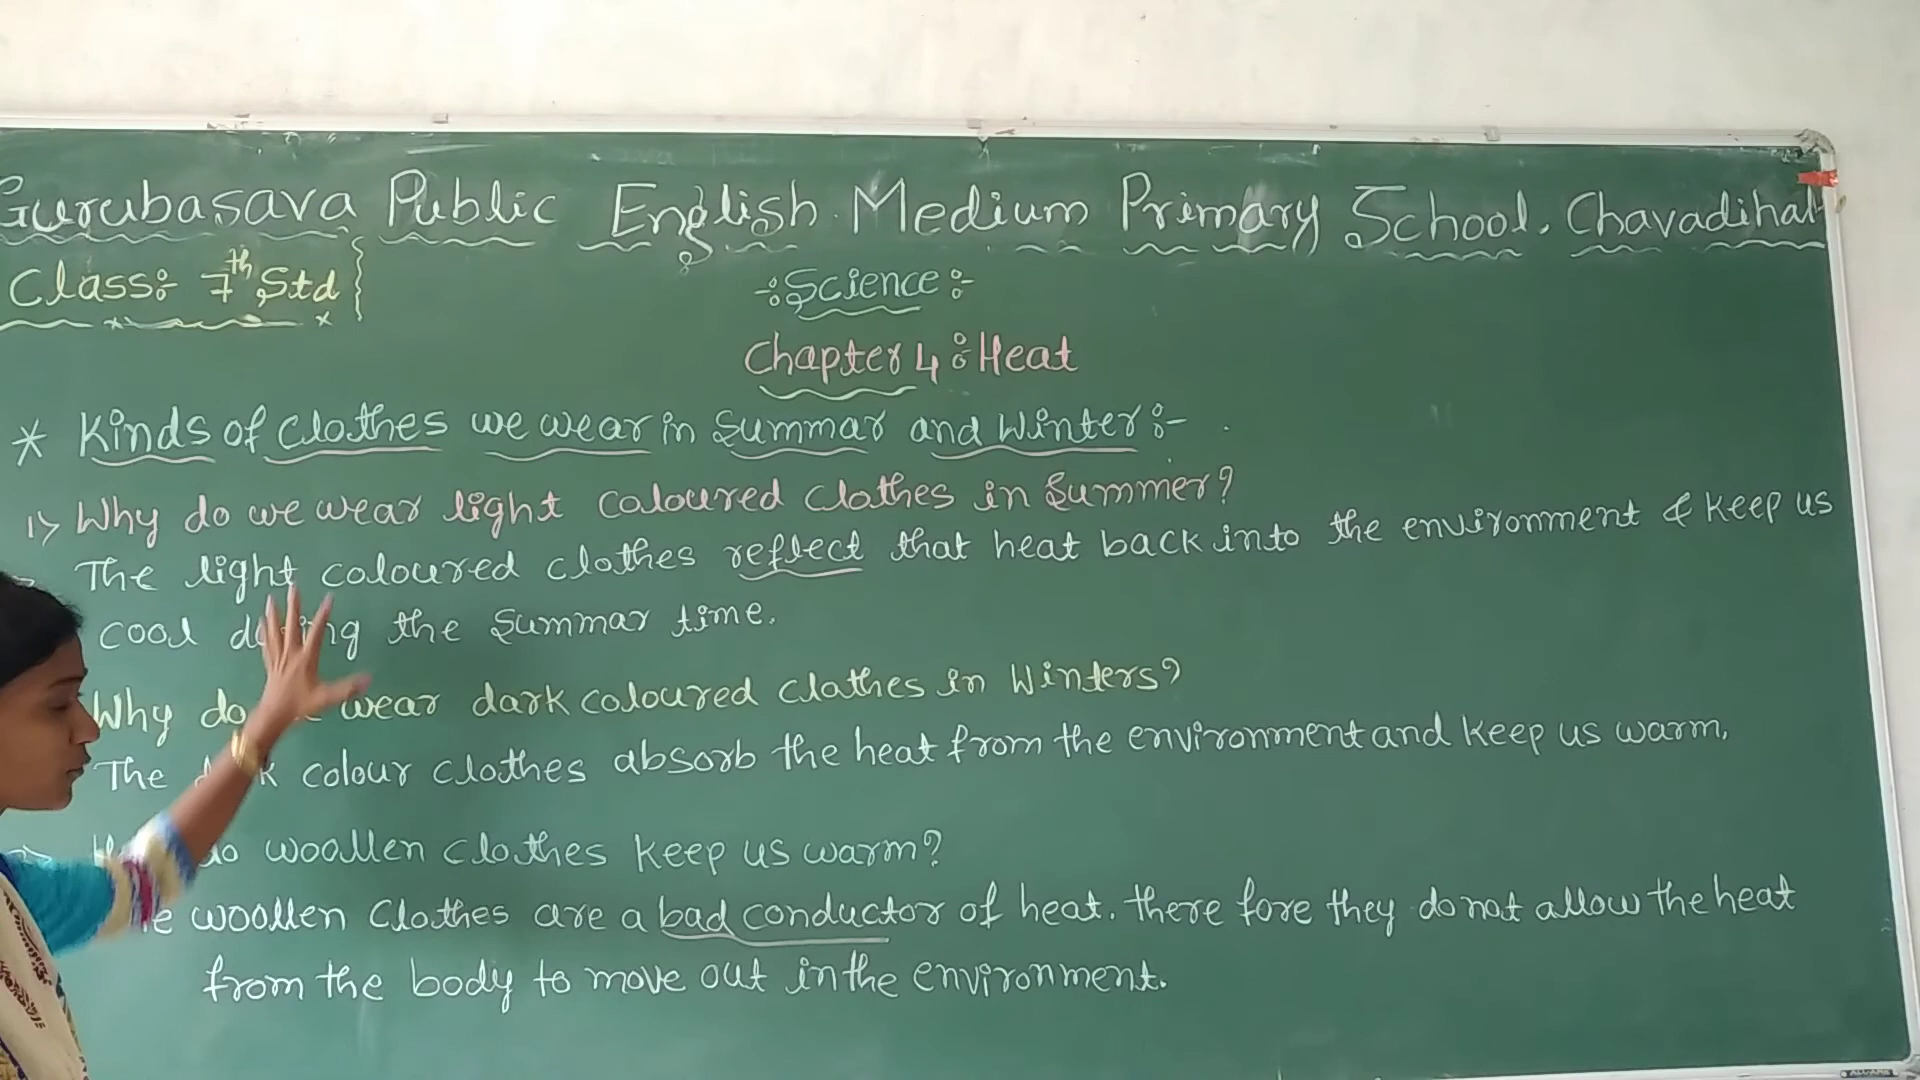 Gurubasava Public English Medium Primary School. Chavadihal
Class:- 7th Std
-:Science:-
Chapter 4:Heat
* Kinds of clothes we wear in Summar and Winter:-
1> Why do we wear light coloured clothes in Summer?
The light coloured clothes reflect that heat back into the environment & keep us
cool during the Summar time.
Why do wear dark coloured clathes in Winters?
The colour clothes absorb the heat from the environment and keep us warm.
do woollen clothes keep us warm?
woollen clothes are a bad conductor of heat. there fore they do not allow the heat
from the body to move out in the environment.